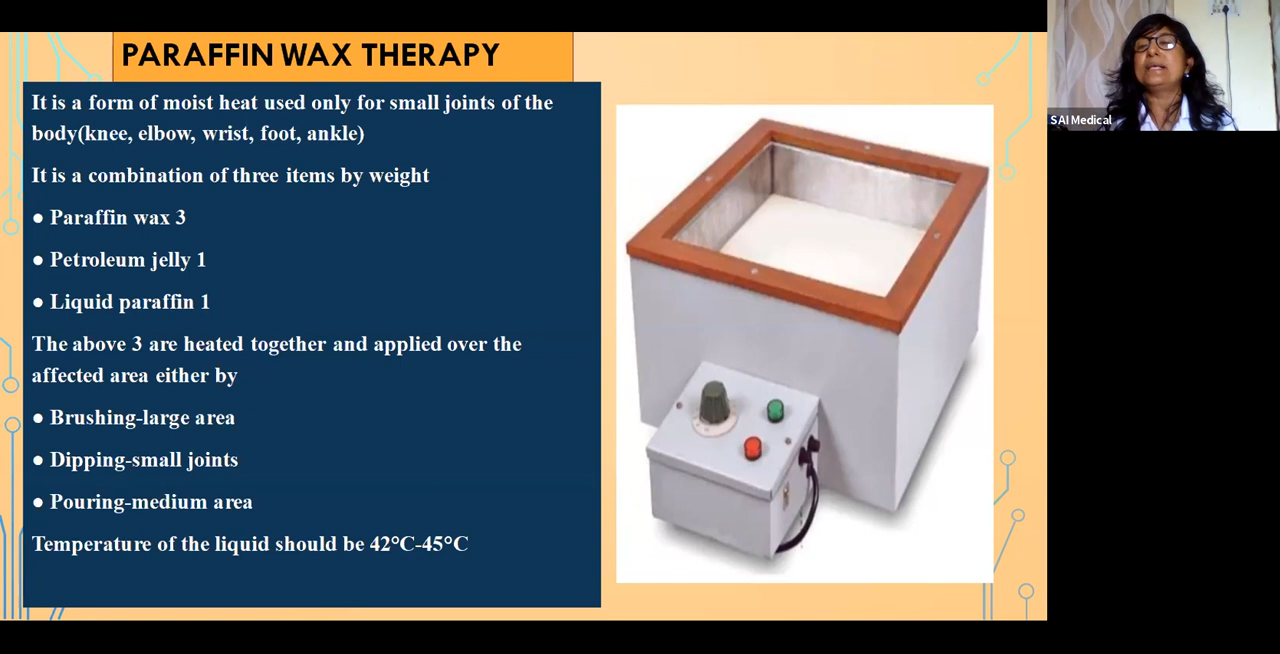 PARAFFIN WAX THERAPY
It is a form of moist heat used only for small joints of the
body(knee, elbow, wrist, foot, ankle)
It is a combination of three items by weight
● Paraffin wax 3
● Petroleum jelly 1
● Liquid paraffin 1
The above 3 are heated together and applied over the
affected area either by
● Brushing-large area
● Dipping-small joints
● Pouring-medium area
Temperature of the liquid should be 42°C-45°C
SAI Medical